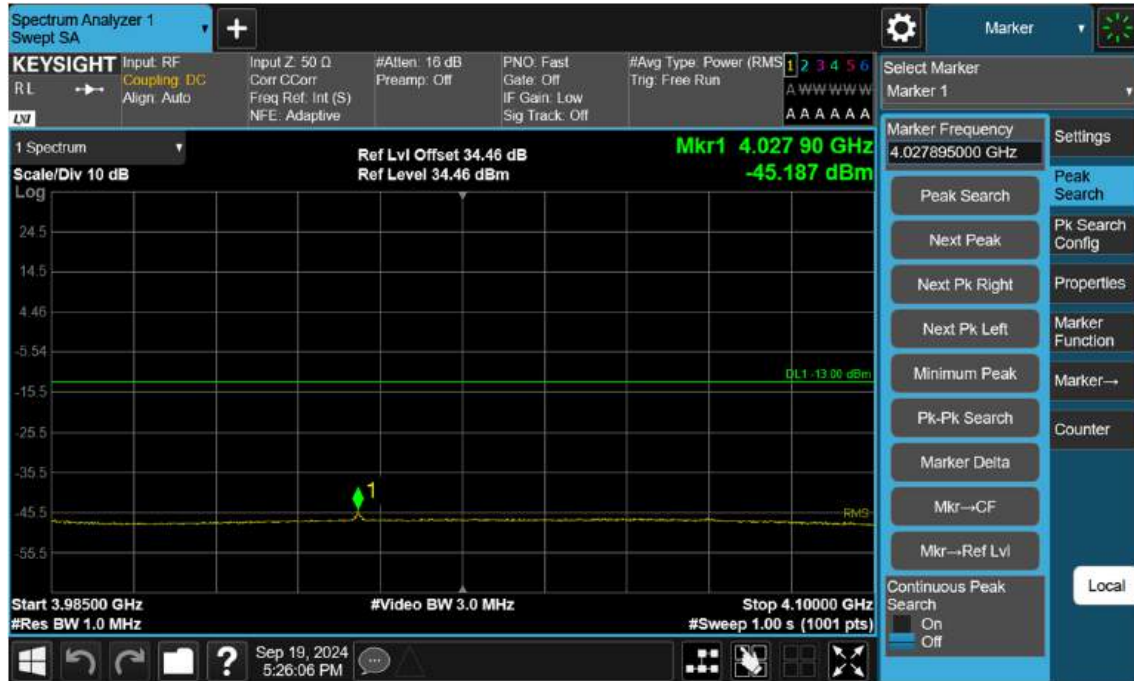 Spectrum Analyzer 1
Swept SA
Marker
KEYSIGHT
RL
LXI
Input: RF
Coupling: DC
Align: Auto
Input Z: 50 Ω
Corr CCorr
Freq Ref: Int (S)
NFE: Adaptive
#Atten: 16 dB
Preamp: Off
PNO: Fast
Gate: Off
IF Gain: Low
Sig Track: Off
#Avg Type: Power (RMS
Trig: Free Run
1 2 3 4 5 6
A W W W W W
A A A A A A
Select Marker
Marker 1
1 Spectrum
Scale/Div 10 dB
Ref Lvl Offset 34.46 dB
Ref Level 34.46 dBm
Mkr1 4.027 90 GHz
-45.187 dBm
Log
24.5
14.5
4.46
-5.54
-15.5
-25.5
-35.5
-45.5
-55.5
DL1 -13.00 dBm
1
RMS
Start 3.98500 GHz
#Res BW 1.0 MHz
#Video BW 3.0 MHz
Stop 4.10000 GHz
#Sweep 1.00 s (1001 pts)
Marker Frequency
4.027895000 GHz
Peak Search
Next Peak
Next Pk Right
Next Pk Left
Minimum Peak
Pk-Pk Search
Marker Delta
Mkr→CF
Mkr→Ref Lvl
Continuous Peak
Search
On
Off
Settings
Peak
Search
Pk Search
Config
Properties
Marker
Function
Marker→
Counter
Local
?
Sep 19, 2024
5:26:06 PM